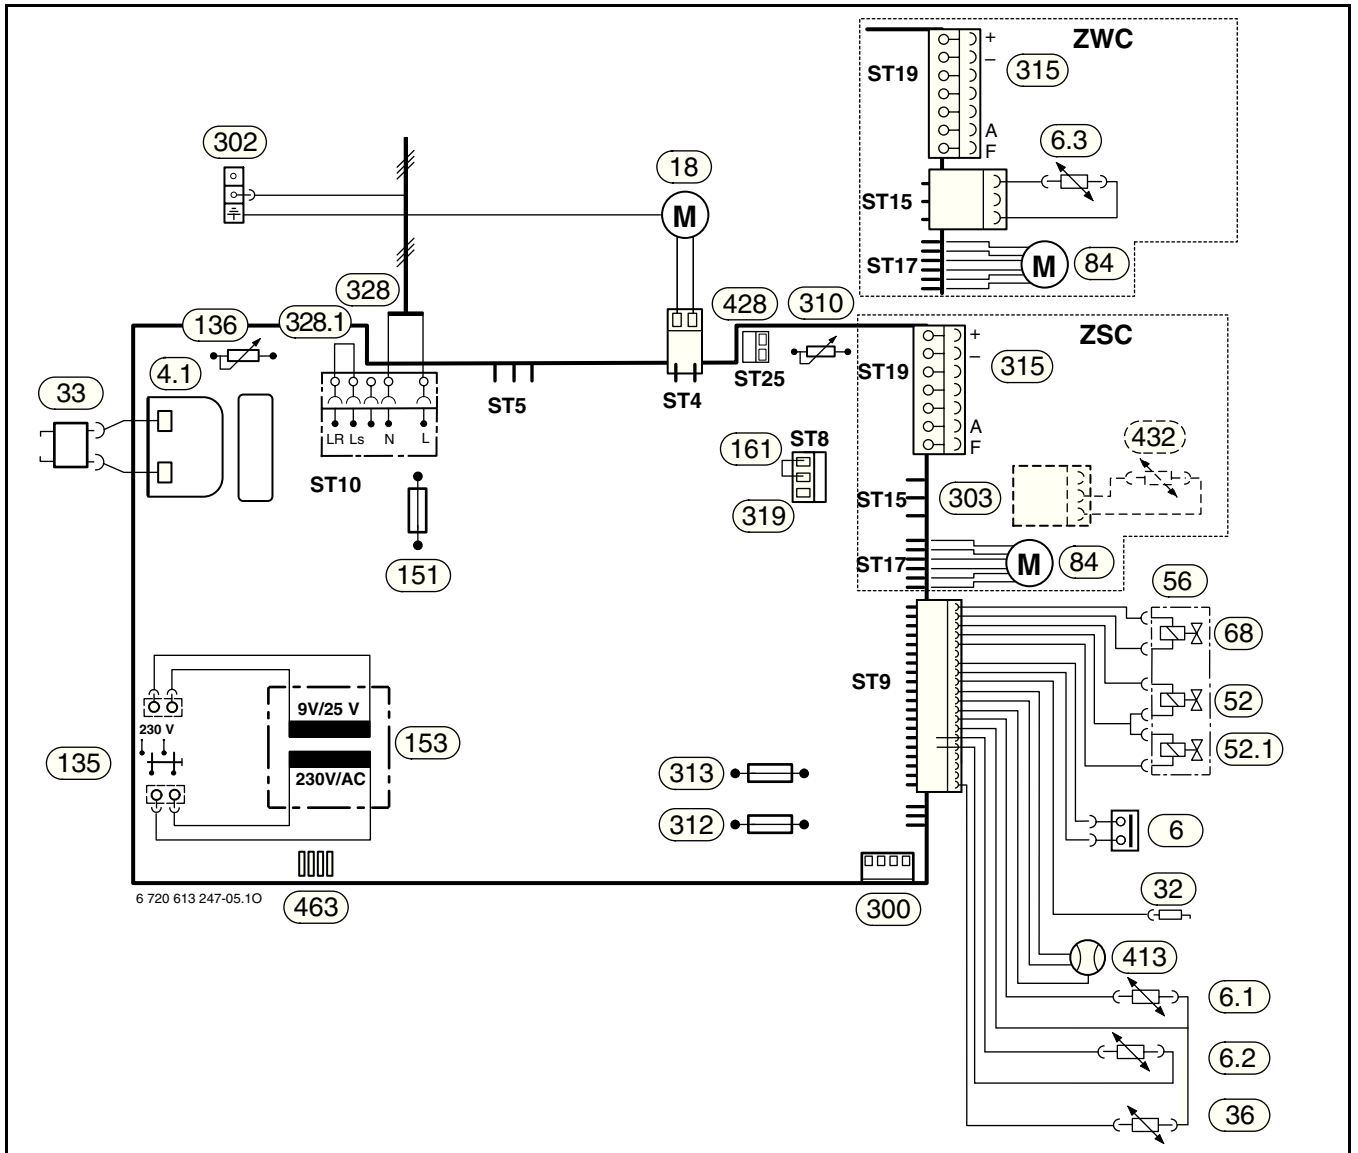 ZWC
+
–
ST19
315
A
F
6.3
ST15
ST17
M
84
302
18
M
328
136
328.1
428
310
4.1
33
LR Ls N L
ST10
ST5
ST4
ST25
151
ST8
161
319
ZSC
+
–
ST19
315
A
F
432
ST15
303
ST17
M
84
56
68
ST9
52
52.1
9V/25 V
230 V
153
135
230V/AC
313
312
6
463
300
6 720 613 247-05.1O
32
413
6.1
6.2
36